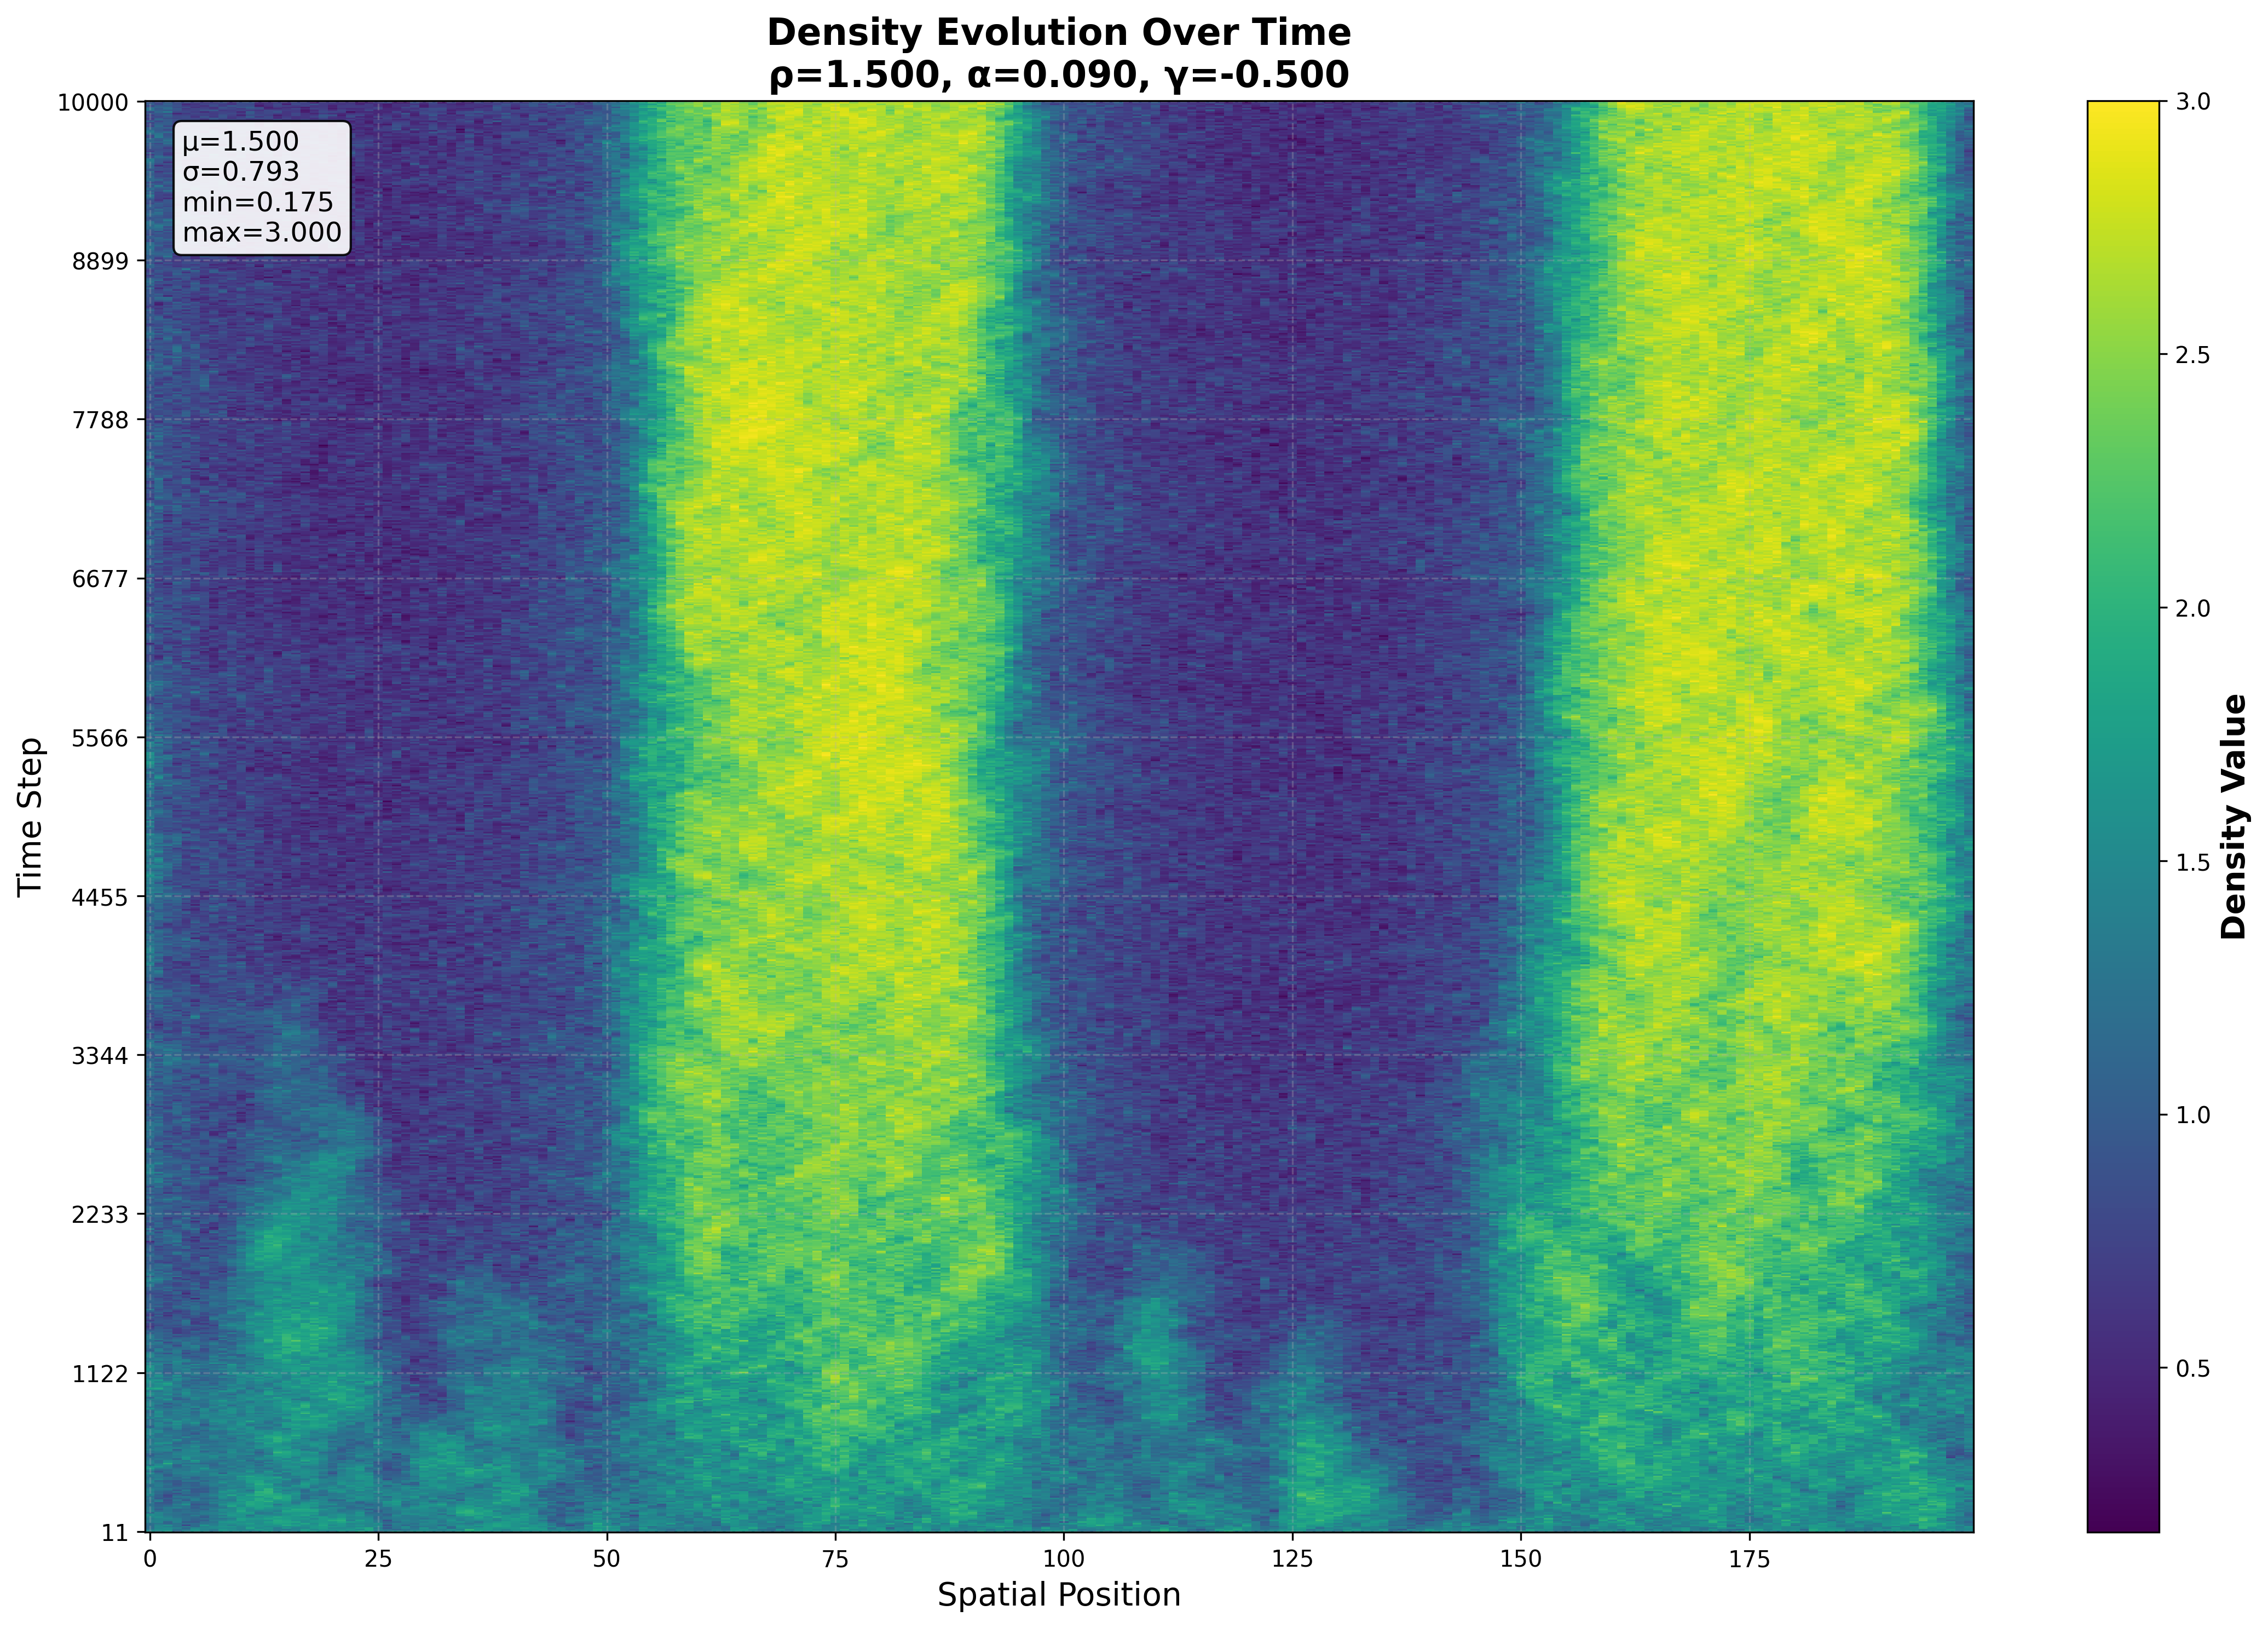 Density Evolution Over Time
ρ=1.500, α=0.090, γ=-0.500
μ=1.500
σ=0.793
min=0.175
max=3.000
Time Step
10000
8899
7788
6677
5566
4455
3344
2233
1122
11
0
25
50
75
100
125
150
175
Spatial Position
3.0
2.5
2.0
1.5
1.0
0.5
Density Value